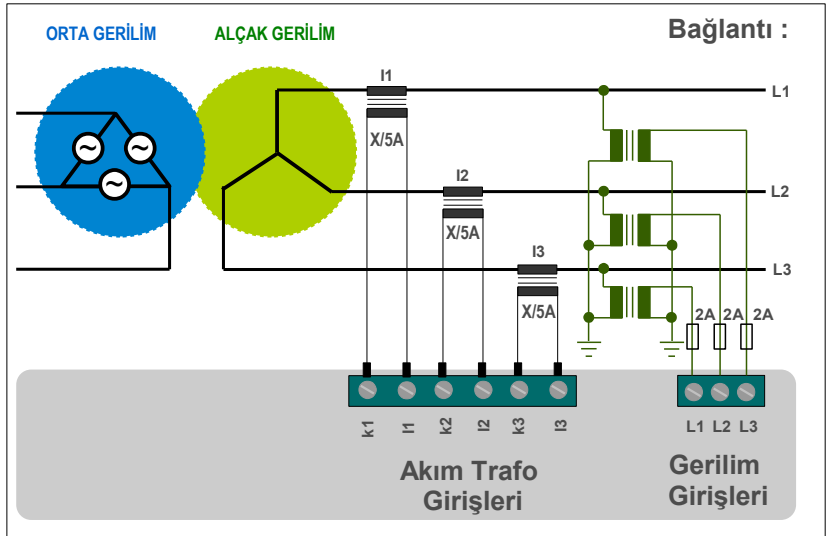 ORTA GERİLİM
ALÇAK GERİLİM
Bağlantı :
I1
L1
X/5A
I2
L2
X/5A
I3
L3
X/5A
2A
2A
2A
k1
l1
k2
l2
k3
l3
L1
L2
L3
Akım Trafo
Girişleri
Gerilim
Girişleri